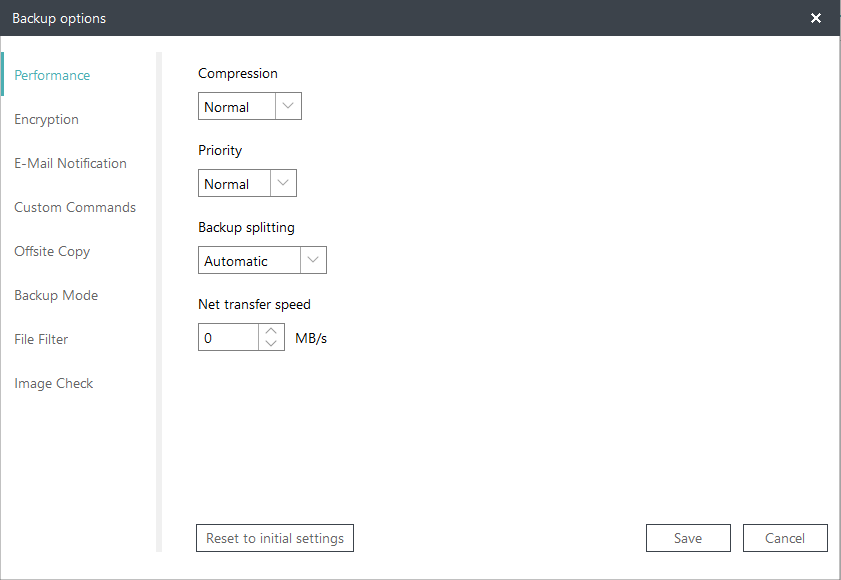 Backup options
Performance
Encryption
E-Mail Notification
Custom Commands
Offsite Copy
Backup Mode
File Filter
Image Check
Compression
Normal
Priority
Normal
Backup splitting
Automatic
Net transfer speed
0 MB/s
Reset to initial settings
Save
Cancel